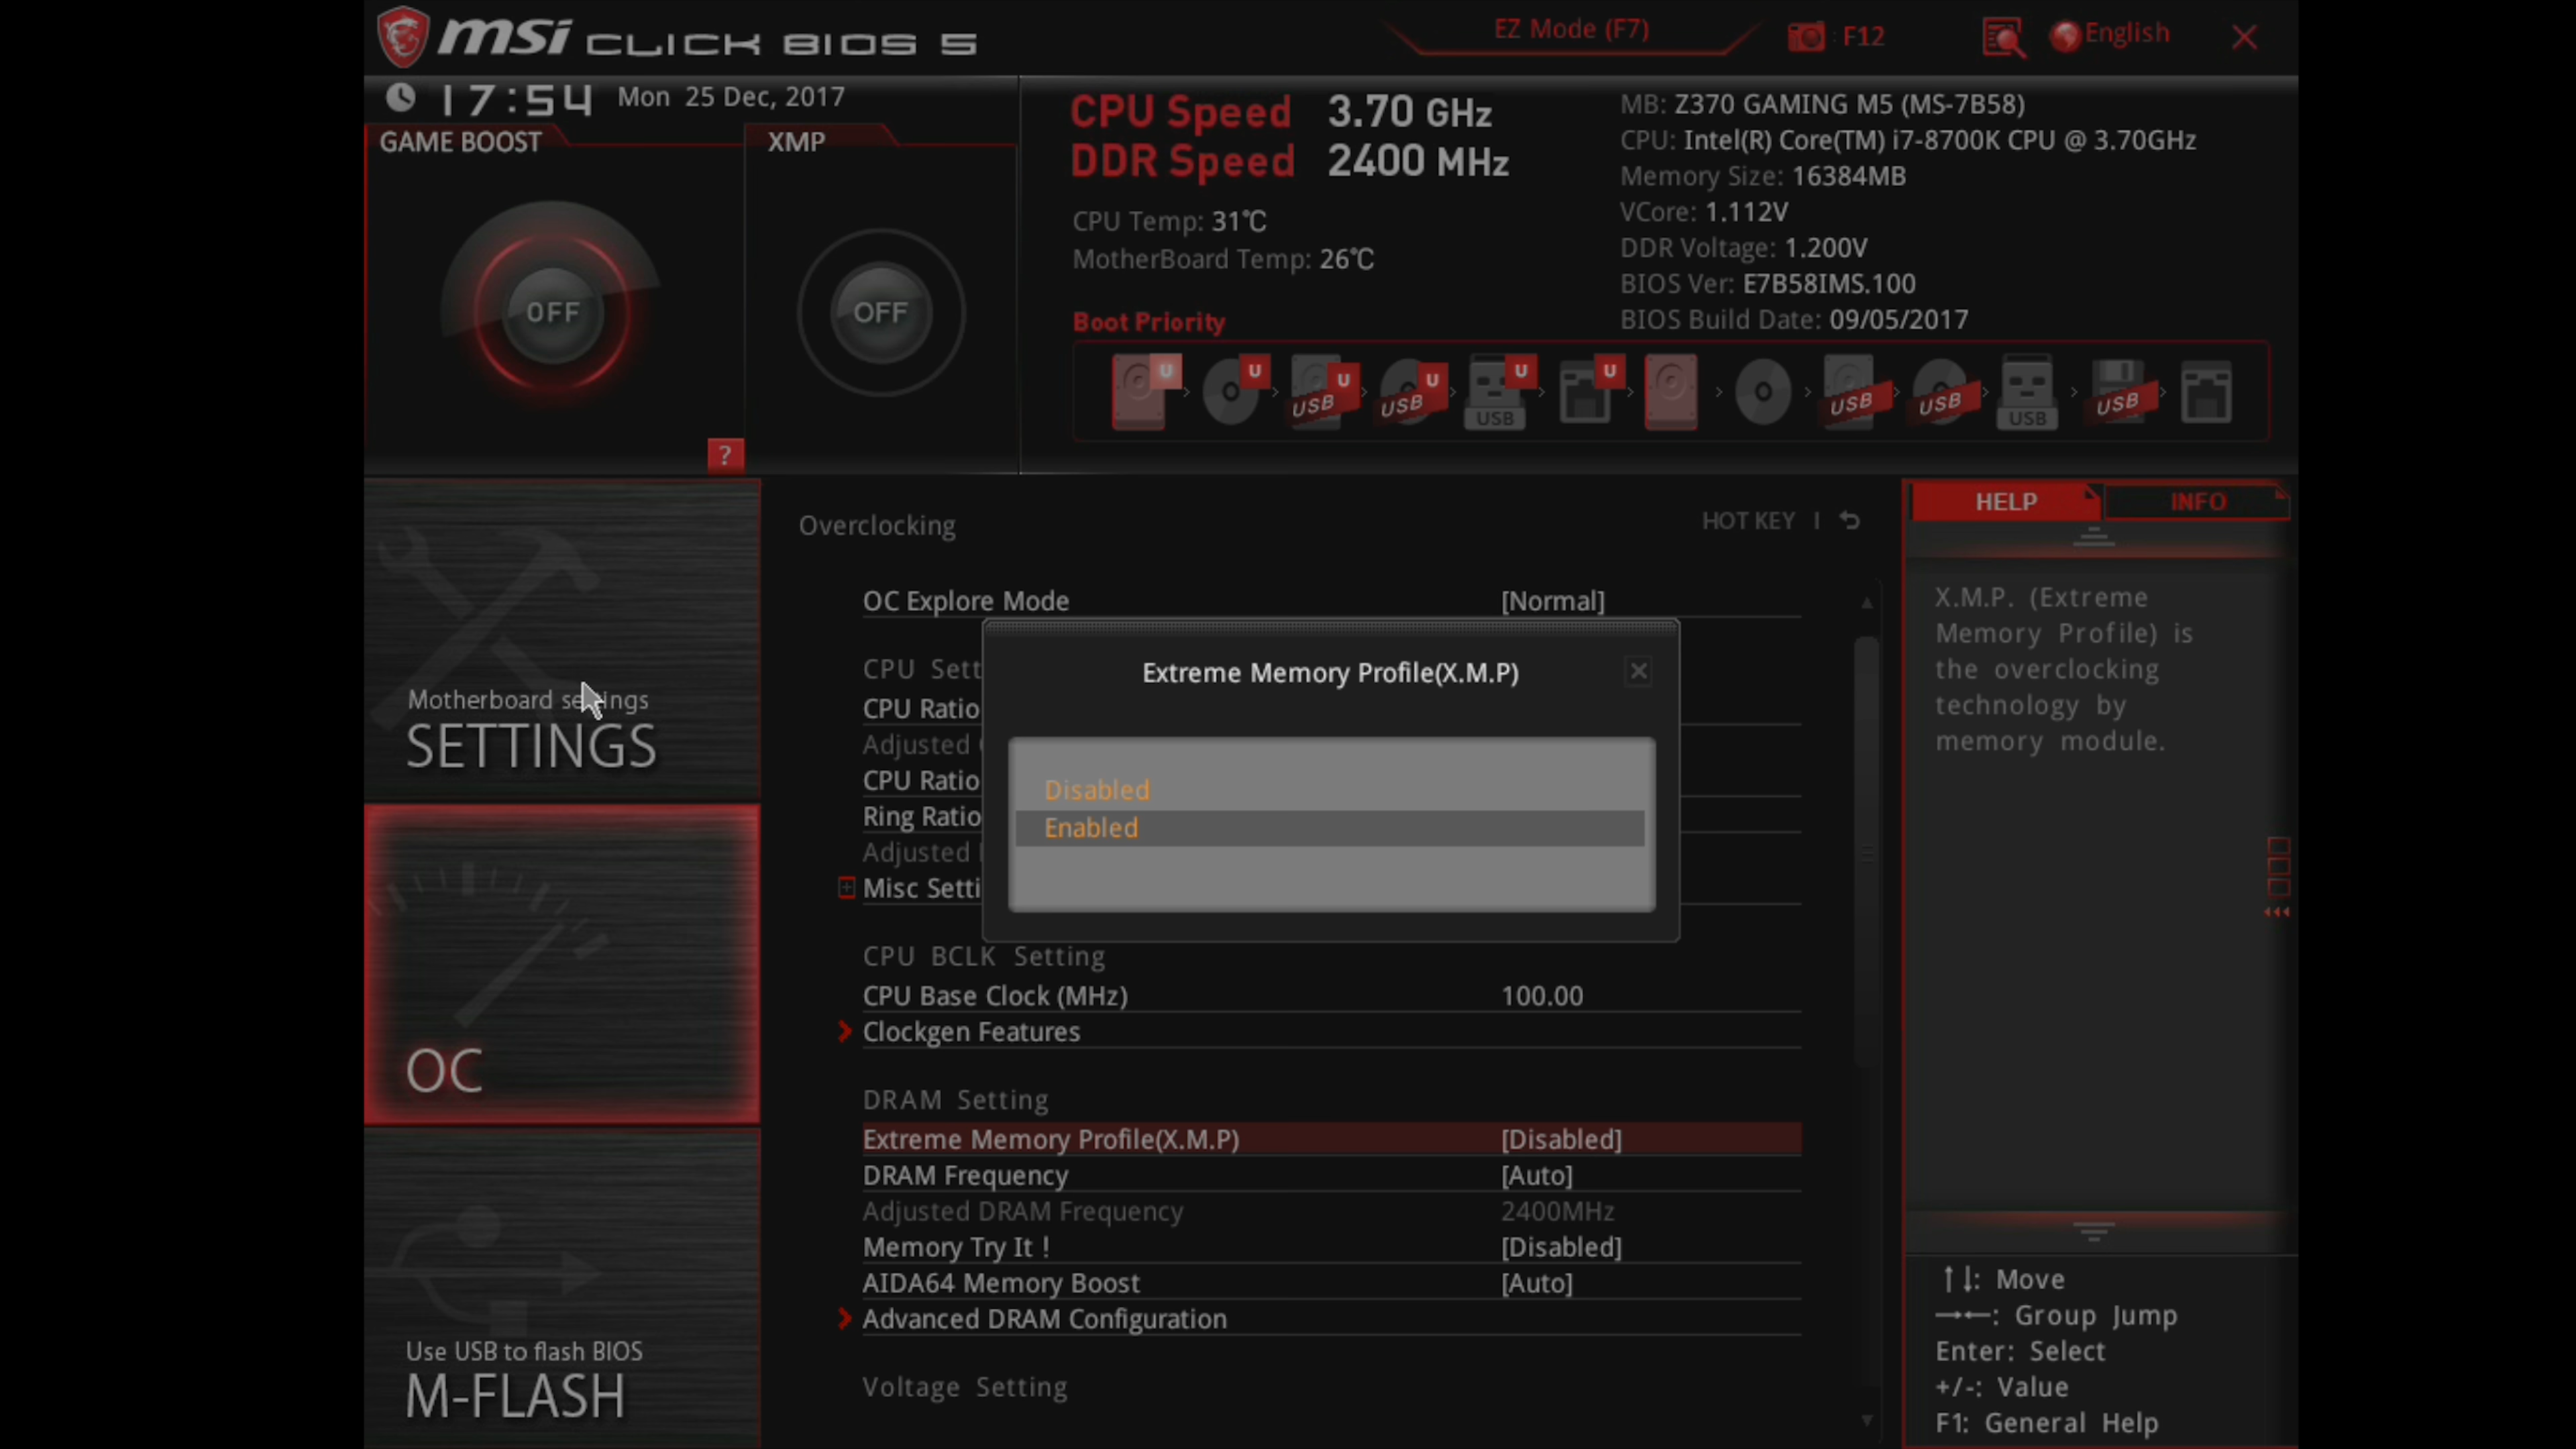 msi CLICK BIOS 5
EZ Mode (F7)
: F12
English
17:54 Mon 25 Dec, 2017
GAME BOOST
XMP
OFF
OFF
?
CPU Speed 3.70 GHz
DDR Speed 2400 MHz
CPU Temp: 31℃
MotherBoard Temp: 26℃
MB: Z370 GAMING M5 (MS-7B58)
CPU: Intel(R) Core(TM) i7-8700K CPU @ 3.70GHz
Memory Size: 16384MB
VCore: 1.112V
DDR Voltage: 1.200V
BIOS Ver: E7B58IMS.100
BIOS Build Date: 09/05/2017
Boot Priority
U U U U U U
USB USB USB USB USB USB USB
Motherboard settings
SETTINGS
OC
Use USB to flash BIOS
M-FLASH
Overclocking
HOT KEY |
OC Explore Mode [Normal]
CPU Sett
CPU Ratio
Adjusted
CPU Ratio
Ring Ratio
Adjusted
Misc Setti
Extreme Memory Profile(X.M.P)
Disabled
Enabled
CPU BCLK Setting
CPU Base Clock (MHz) 100.00
Clockgen Features
DRAM Setting
Extreme Memory Profile(X.M.P) [Disabled]
DRAM Frequency [Auto]
Adjusted DRAM Frequency 2400MHz
Memory Try It ! [Disabled]
AIDA64 Memory Boost [Auto]
Advanced DRAM Configuration
Voltage Setting
HELP
INFO
X.M.P. (Extreme
Memory Profile) is
the overclocking
technology by
memory module.
↑↓: Move
→←: Group Jump
Enter: Select
+/-: Value
F1: General Help